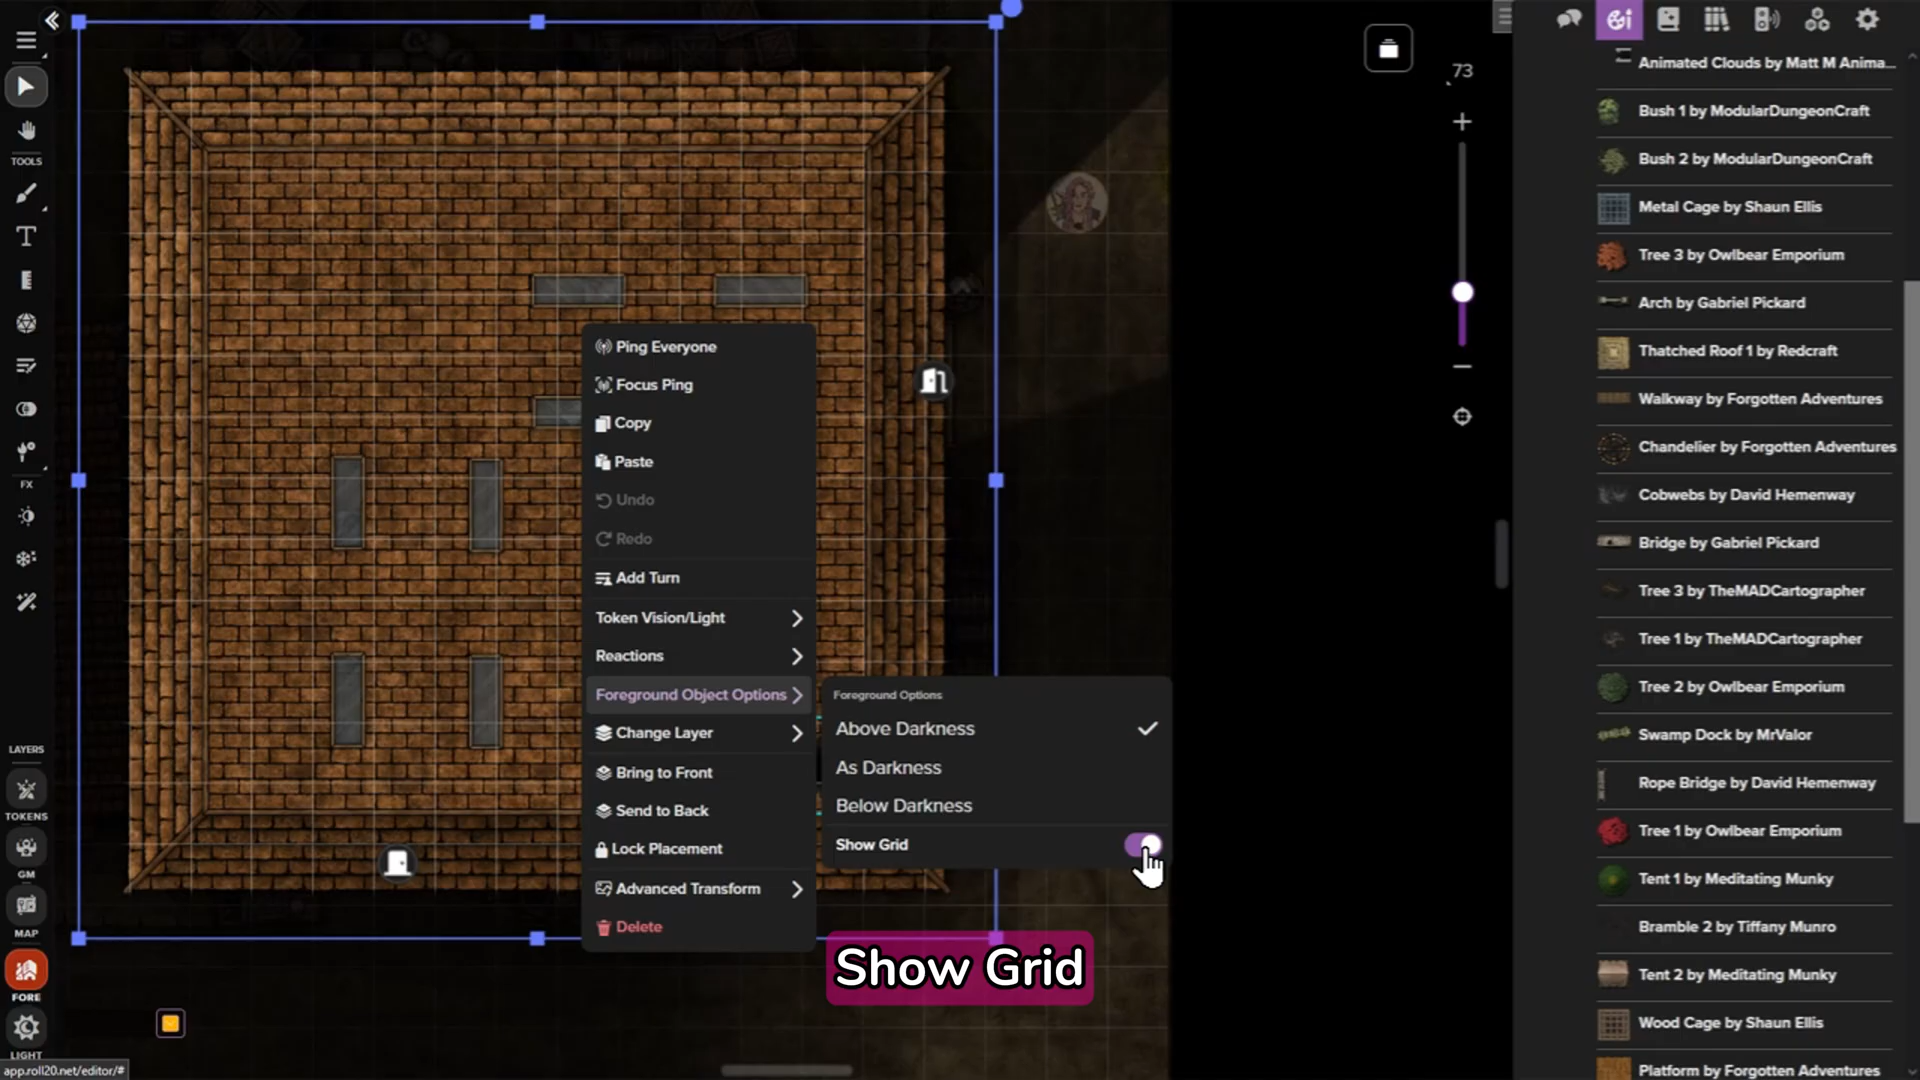 TOOLS
FX
LAYERS
TOKENS
GM
MAP
FORE
LIGHT
app.roll20.net/editor/#
73
Ping Everyone
Focus Ping
Copy
Paste
Undo
Redo
Add Turn
Token Vision/Light
Reactions
Foreground Object Options
Change Layer
Bring to Front
Send to Back
Lock Placement
Advanced Transform
Delete
Foreground Options
Above Darkness
As Darkness
Below Darkness
Show Grid
Show Grid
Animated Clouds by Matt M Anima...
Bush 1 by ModularDungeonCraft
Bush 2 by ModularDungeonCraft
Metal Cage by Shaun Ellis
Tree 3 by Owlbear Emporium
Arch by Gabriel Pickard
Thatched Roof 1 by Redcraft
Walkway by Forgotten Adventures
Chandelier by Forgotten Adventures
Cobwebs by David Hemenway
Bridge by Gabriel Pickard
Tree 3 by TheMADCartographer
Tree 1 by TheMADCartographer
Tree 2 by Owlbear Emporium
Swamp Dock by MrValor
Rope Bridge by David Hemenway
Tree 1 by Owlbear Emporium
Tent 1 by Meditating Munky
Bramble 2 by Tiffany Munro
Tent 2 by Meditating Munky
Wood Cage by Shaun Ellis
Platform by Forgotten Adventures